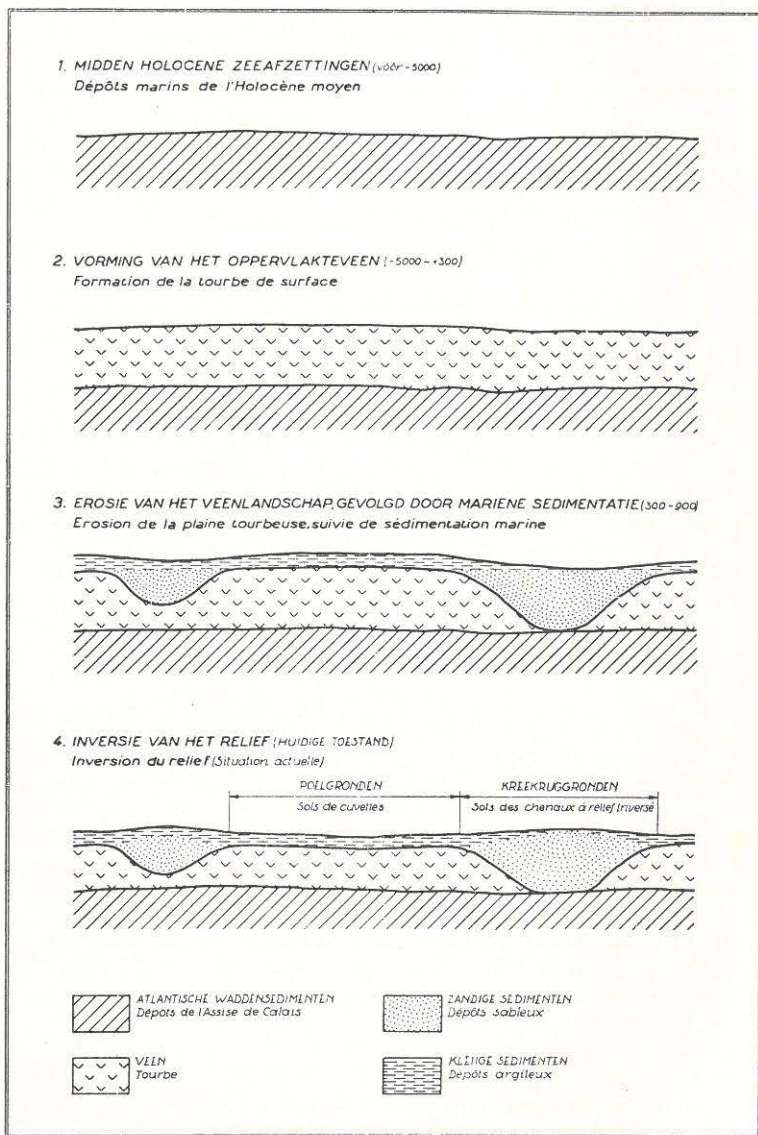 1. MIDDEN HOLOCENE ZEEAFZETTINGEN (vóór -5000)
Dépôts marins de l'Holocène moyen
2. VORMING VAN HET OPPERVLAKTEVEEN [-5000 - +300]
Formation de la tourbe de surface
3. EROSIE VAN HET VEENLANDSCHAP, GEVOLGD DOOR MARIENE SEDIMENTATIE (300-900)
Erosion de la plaine tourbeuse, suivie de sédimentation marine
4. INVERSIE VAN HET RELIEF [HUIDIGE TOESTAND]
Inversion du relief (Situation actuelle)
POELGRONDEN
Sols de cuvelles
KREEKRUGGRONDEN
Sols des chenaux à relief inversé
ATLANTISCHE WADDENSEDIMENTEN
Dépôts de l'Assise de Calais
ZANDIGE SEDIMENTEN
Dépôts sableux
VEEN
Tourbe
KLEIIGE SEDIMENTEN
Dépôts argileux